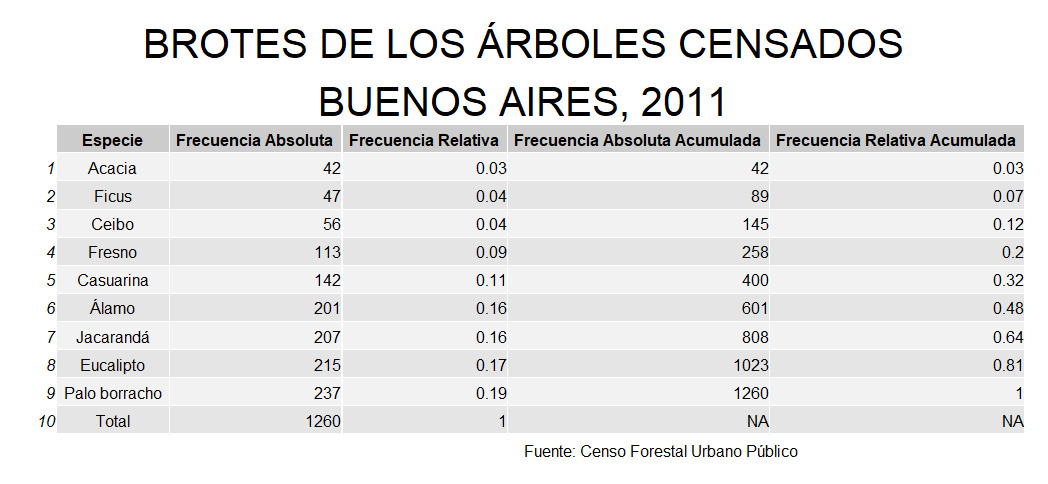 BROTES DE LOS ÁRBOLES CENSADOS
BUENOS AIRES, 2011
Especie Frecuencia Absoluta Frecuencia Relativa Frecuencia Absoluta Acumulada Frecuencia Relativa Acumulada
1 Acacia 42 0.03 42 0.03
2 Ficus 47 0.04 89 0.07
3 Ceibo 56 0.04 145 0.12
4 Fresno 113 0.09 258 0.2
5 Casuarina 142 0.11 400 0.32
6 Álamo 201 0.16 601 0.48
7 Jacarandá 207 0.16 808 0.64
8 Eucalipto 215 0.17 1023 0.81
9 Palo borracho 237 0.19 1260 1
10 Total 1260 1 NA NA
Fuente: Censo Forestal Urbano Público